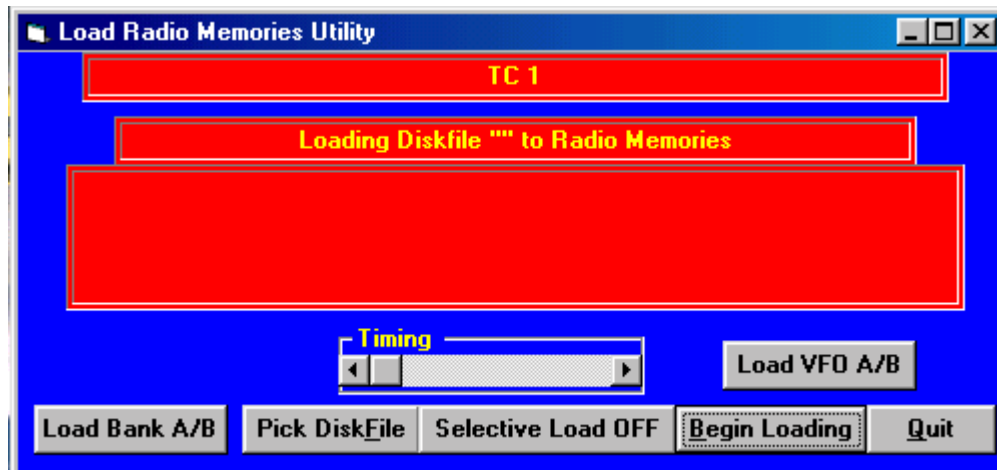 Load Radio Memories Utility
TC 1
Loading Diskfile "" to Radio Memories
Timing
Load VFO A/B
Load Bank A/B
Pick DiskFile
Selective Load OFF
Begin Loading
Quit